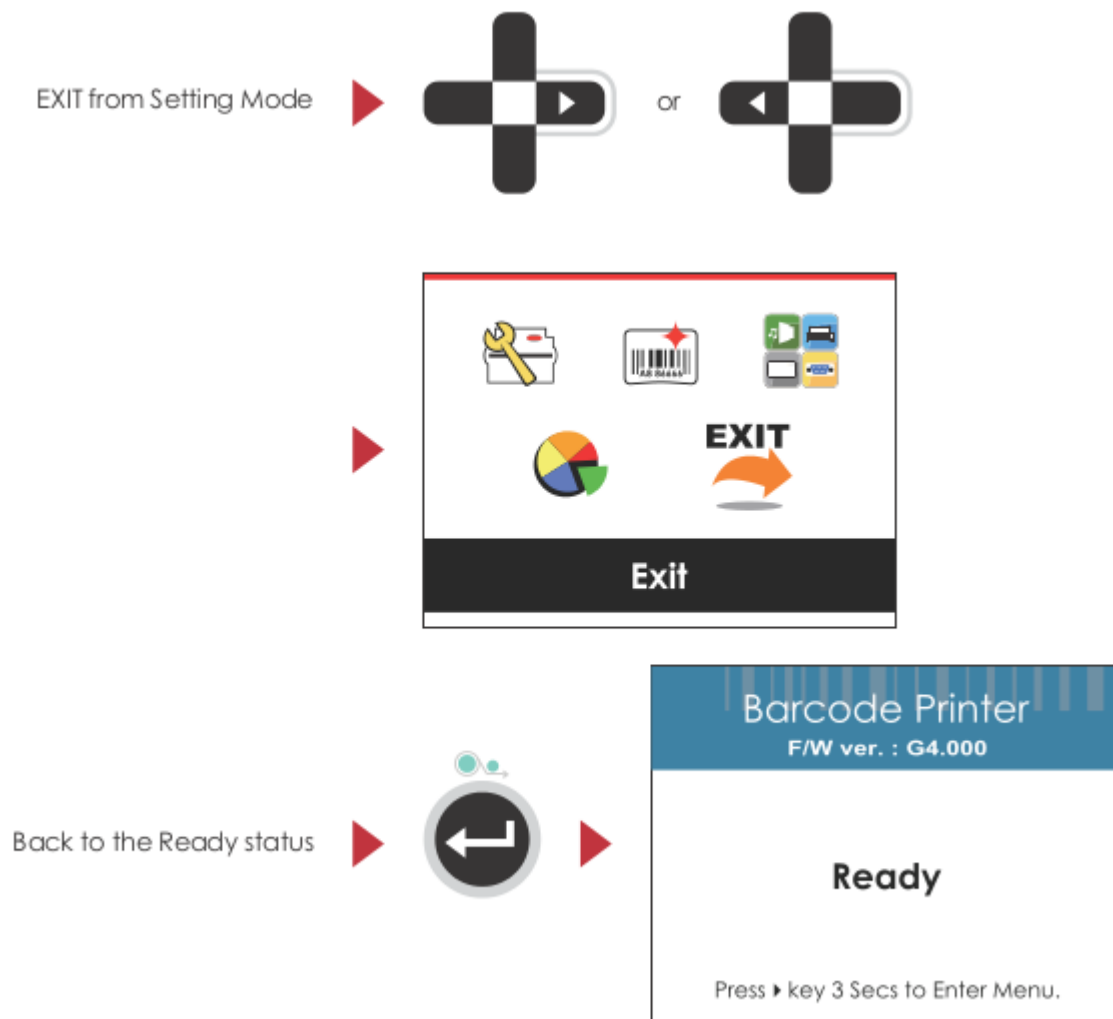 EXIT from Setting Mode
or
EXIT
Exit
Barcode Printer
F/W ver. : G4.000
Back to the Ready status
Ready
Press ▸ key 3 Secs to Enter Menu.